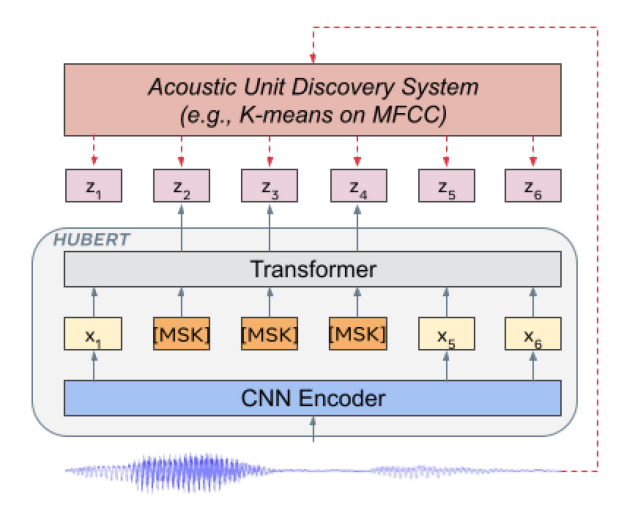 Acoustic Unit Discovery System
(e.g., K-means on MFCC)
z1 z2 z3 z4 z5 z6
HUBERT
Transformer
x1 [MSK] [MSK] [MSK] x5 x6
CNN Encoder